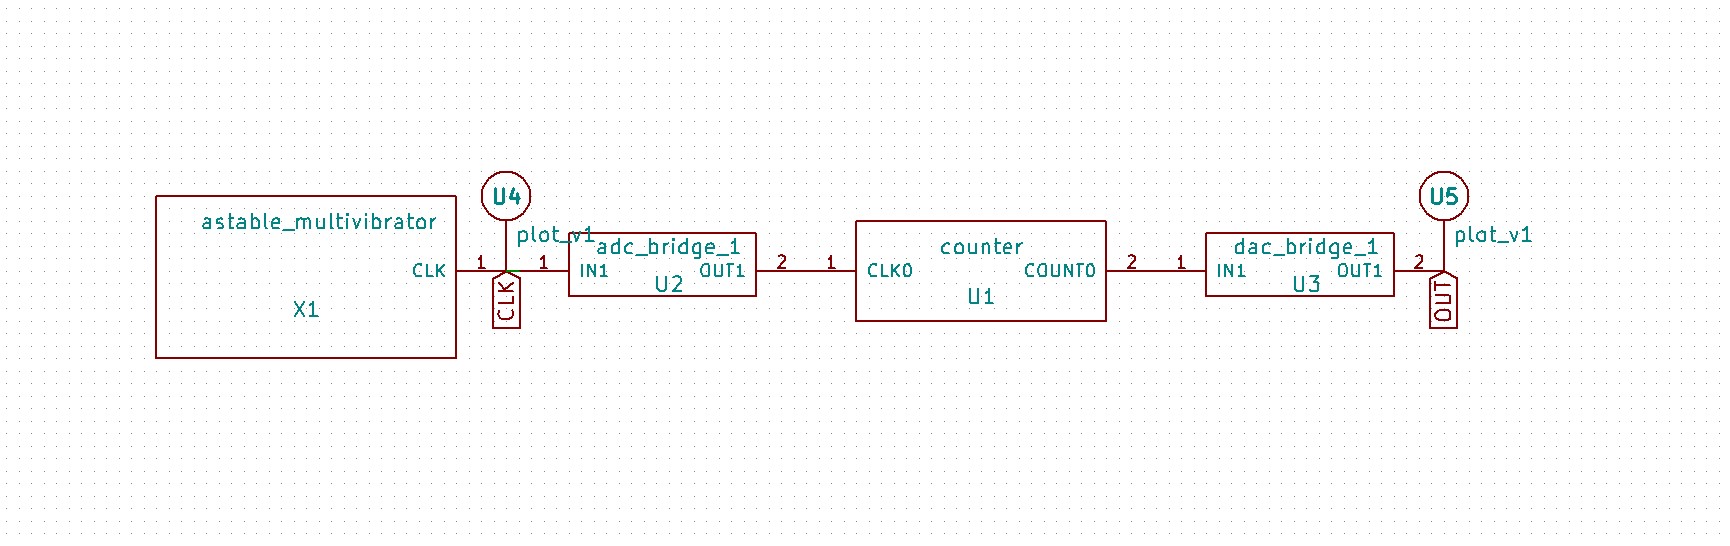 astable_multivibrator
CLK
X1
1
U4
plot_v1
CLK
1
adc_bridge_1
IN1 OUT1
U2
2
1
counter
CLK0 COUNT0
U1
2
1
dac_bridge_1
IN1 OUT1
U3
2
U5
plot_v1
OUT